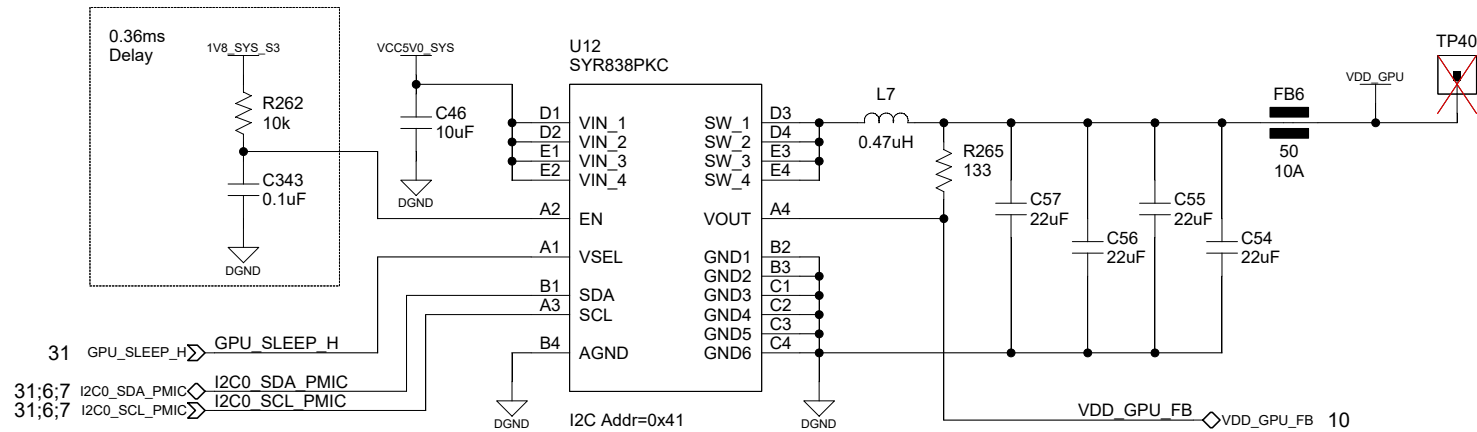 0.36ms
Delay
1V8_SYS_S3
R262
10k
C343
0.1uF
DGND
VCC5V0_SYS
C46
10uF
DGND
U12
SYR838PKC
D1 VIN_1
D2 VIN_2
E1 VIN_3
E2 VIN_4
A2 EN
A1 VSEL
B1 SDA
A3 SCL
B4 AGND
SW_1 D3
SW_2 D4
SW_3 E3
SW_4 E4
VOUT A4
GND1 B2
GND2 B3
GND3 C1
GND4 C2
GND5 C3
GND6 C4
I2C Addr=0x41
DGND
DGND
L7
0.47uH
R265
133
C57
22uF
C56
22uF
C55
22uF
C54
22uF
FB6
50
10A
VDD_GPU
TP40
31 GPU_SLEEP_H GPU_SLEEP_H
31;6;7 I2C0_SDA_PMIC I2C0_SDA_PMIC
31;6;7 I2C0_SCL_PMIC I2C0_SCL_PMIC
VDD_GPU_FB VDD_GPU_FB 10